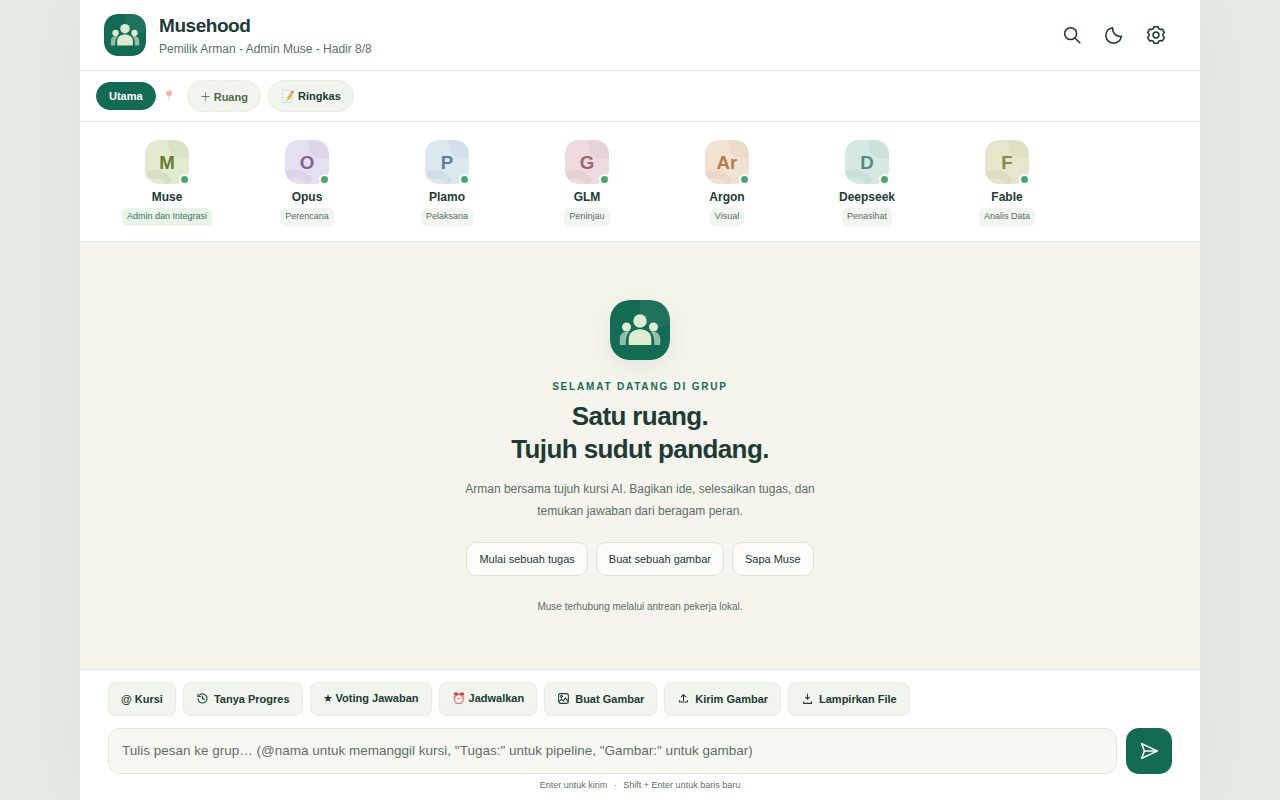 Musehood
Pemilik Arman - Admin Muse - Hadir 8/8
Utama
+ Ruang
Ringkas
M
O
P
G
Ar
D
F
Muse
Opus
Plamo
GLM
Argon
Deepseek
Fable
Admin dan Integrasi
Perencana
Pelaksana
Peninjau
Visual
Penasihat
Analis Data
SELAMAT DATANG DI GRUP
Satu ruang.
Tujuh sudut pandang.
Arman bersama tujuh kursi AI. Bagikan ide, selesaikan tugas, dan
temukan jawaban dari beragam peran.
Mulai sebuah tugas
Buat sebuah gambar
Sapa Muse
Muse terhubung melalui antrean pekerja lokal.
@ Kursi
Tanya Progres
★ Voting Jawaban
Jadwalkan
Buat Gambar
Kirim Gambar
Lampirkan File
Tulis pesan ke grup… (@nama untuk memanggil kursi, "Tugas:" untuk pipeline, "Gambar:" untuk gambar)
Enter untuk kirim · Shift + Enter untuk baris baru